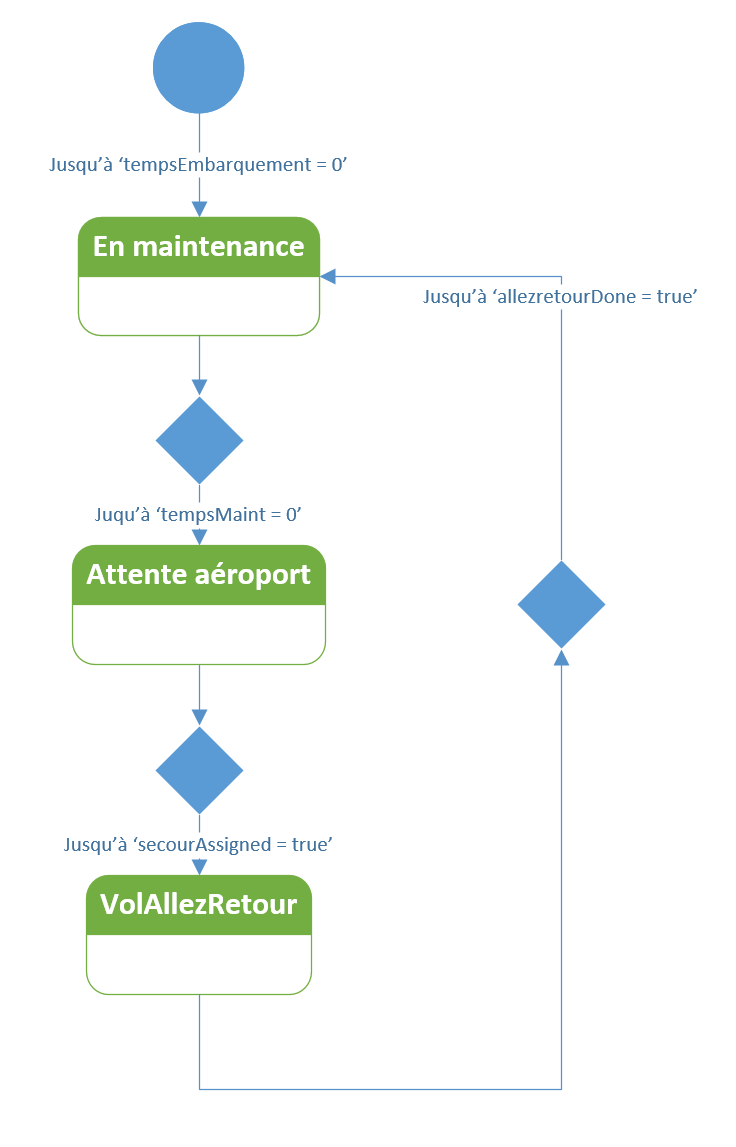 Jusqu’à ‘tempsEmbarquement = 0’
En maintenance
Jusqu’à ‘allezretourDone = true’
Juqu’à ‘tempsMaint = 0’
Attente aéroport
Jusqu’à ‘secourAssigned = true’
VolAllezRetour